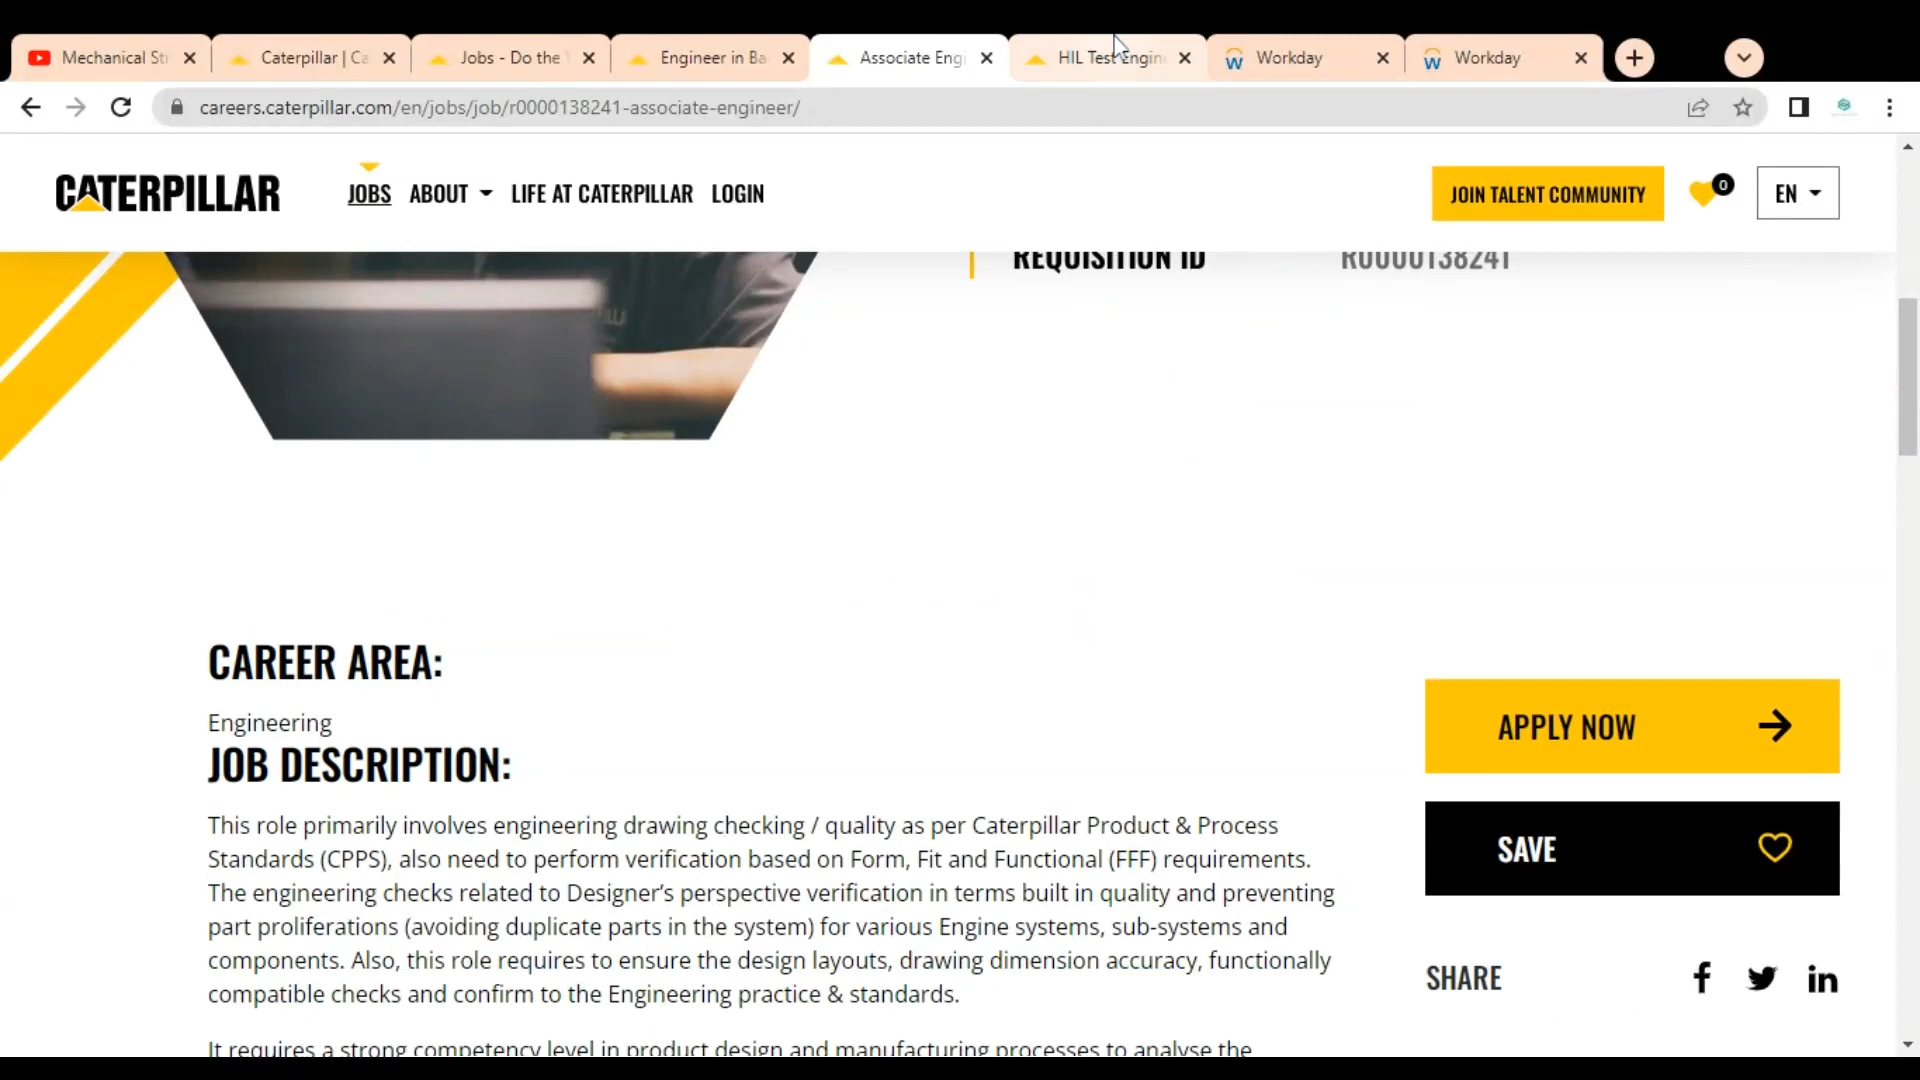 Mechanical St
Caterpillar | Ca
Jobs - Do the
Engineer in Ba
Associate Engi
HIL Test Engin
Workday
Workday
careers.caterpillar.com/en/jobs/job/r0000138241-associate-engineer/
CATERPILLAR
JOBS
ABOUT
LIFE AT CATERPILLAR
LOGIN
JOIN TALENT COMMUNITY
0
EN
REQUISITION ID
R0000138241
CAREER AREA:
Engineering
JOB DESCRIPTION:
This role primarily involves engineering drawing checking / quality as per Caterpillar Product & Process
Standards (CPPS), also need to perform verification based on Form, Fit and Functional (FFF) requirements.
The engineering checks related to Designer’s perspective verification in terms built in quality and preventing
part proliferations (avoiding duplicate parts in the system) for various Engine systems, sub-systems and
components. Also, this role requires to ensure the design layouts, drawing dimension accuracy, functionally
compatible checks and confirm to the Engineering practice & standards.
It requires a strong competency level in product design and manufacturing processes to analyse the
APPLY NOW
SAVE
SHARE